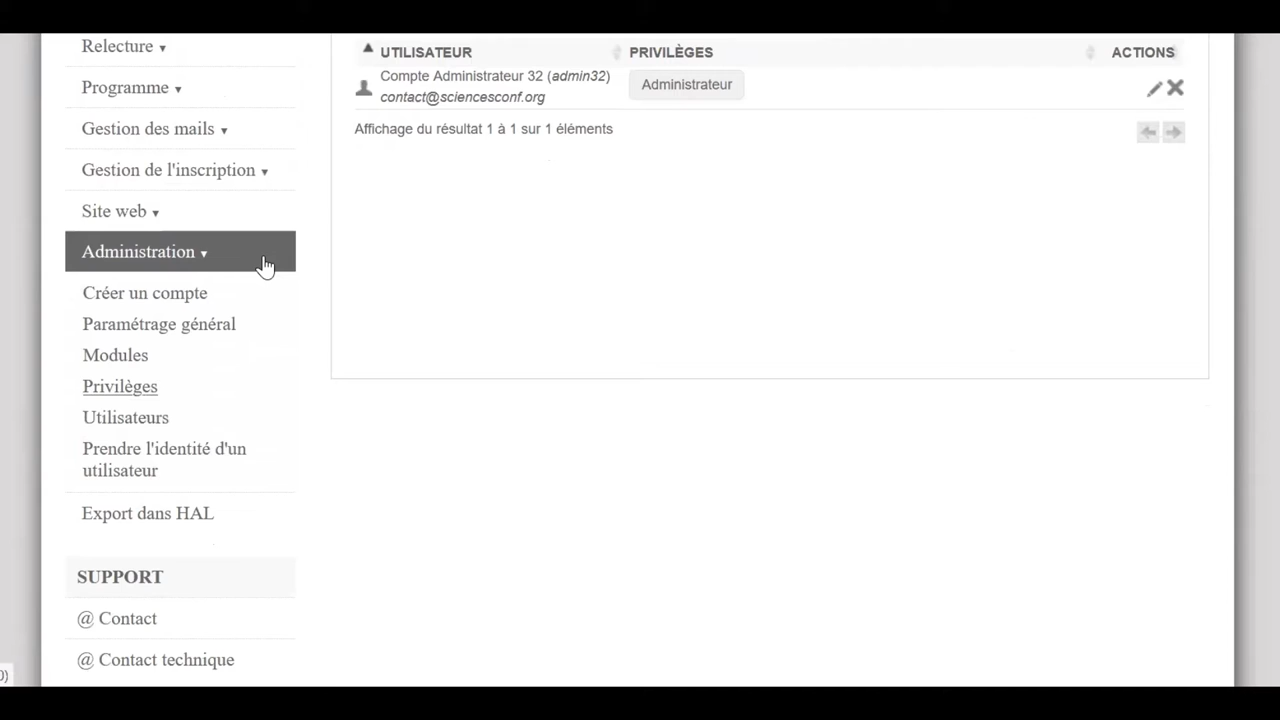 Relecture ▾
Programme ▾
Gestion des mails ▾
Gestion de l'inscription ▾
Site web ▾
Administration ▾
Créer un compte
Paramétrage général
Modules
Privilèges
Utilisateurs
Prendre l'identité d'un
utilisateur
Export dans HAL
SUPPORT
@ Contact
@ Contact technique
UTILISATEUR PRIVILÈGES ACTIONS
Compte Administrateur 32 (admin32) Administrateur
contact@sciencesconf.org
Affichage du résultat 1 à 1 sur 1 éléments
0)